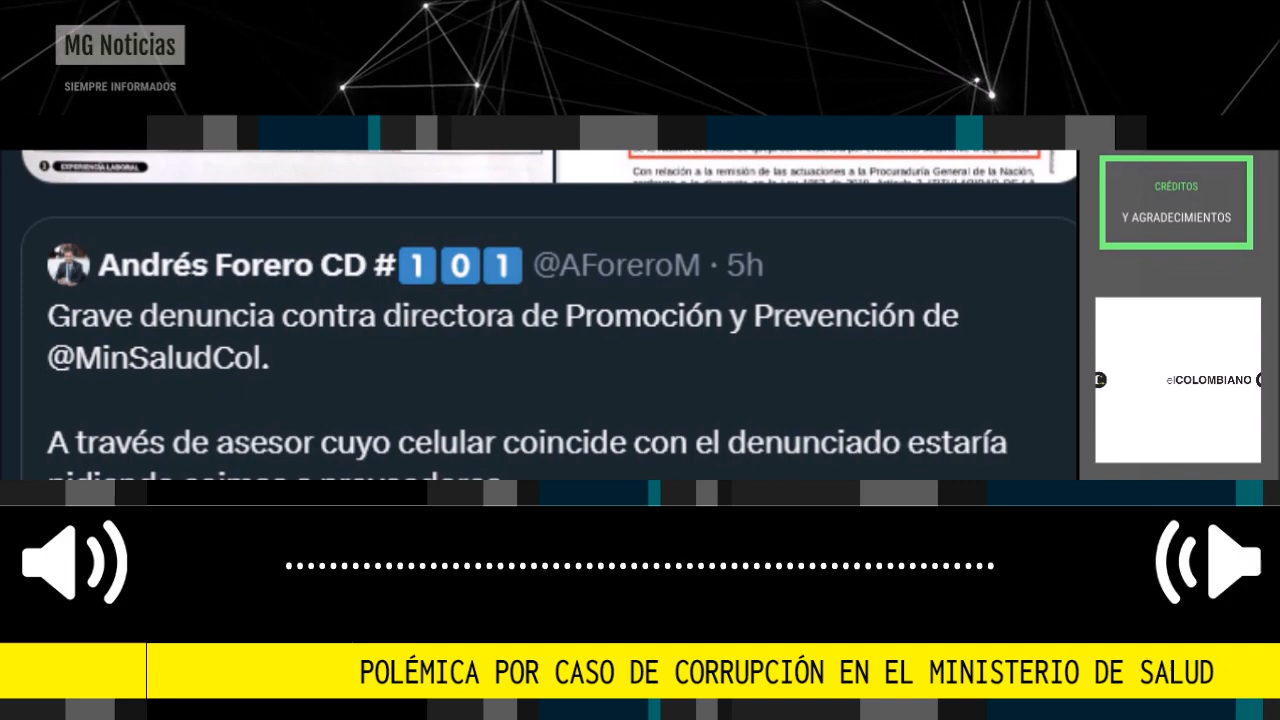 MG Noticias
SIEMPRE INFORMADOS
EXPERIENCIA LABORAL
Con relación a la remisión de las actuaciones a la Procuraduría General de la Nación,
CRÉDITOS
Y AGRADECIMIENTOS
Andrés Forero CD #101 @AForeroM · 5h
Grave denuncia contra directora de Promoción y Prevención de
@MinSaludCol.
A través de asesor cuyo celular coincide con el denunciado estaría
elCOLOMBIANO
POLÉMICA POR CASO DE CORRUPCIÓN EN EL MINISTERIO DE SALUD